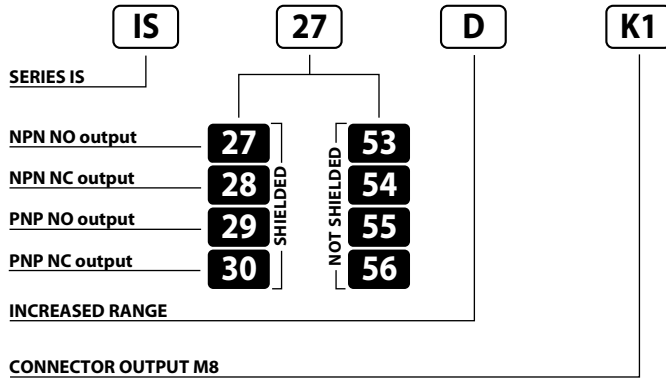 IS 27 D K1
SERIES IS
NPN NO output 27 53
NPN NC output 28 54
PNP NO output 29 55
PNP NC output 30 56
SHIELDED
NOT SHIELDED
INCREASED RANGE
CONNECTOR OUTPUT M8